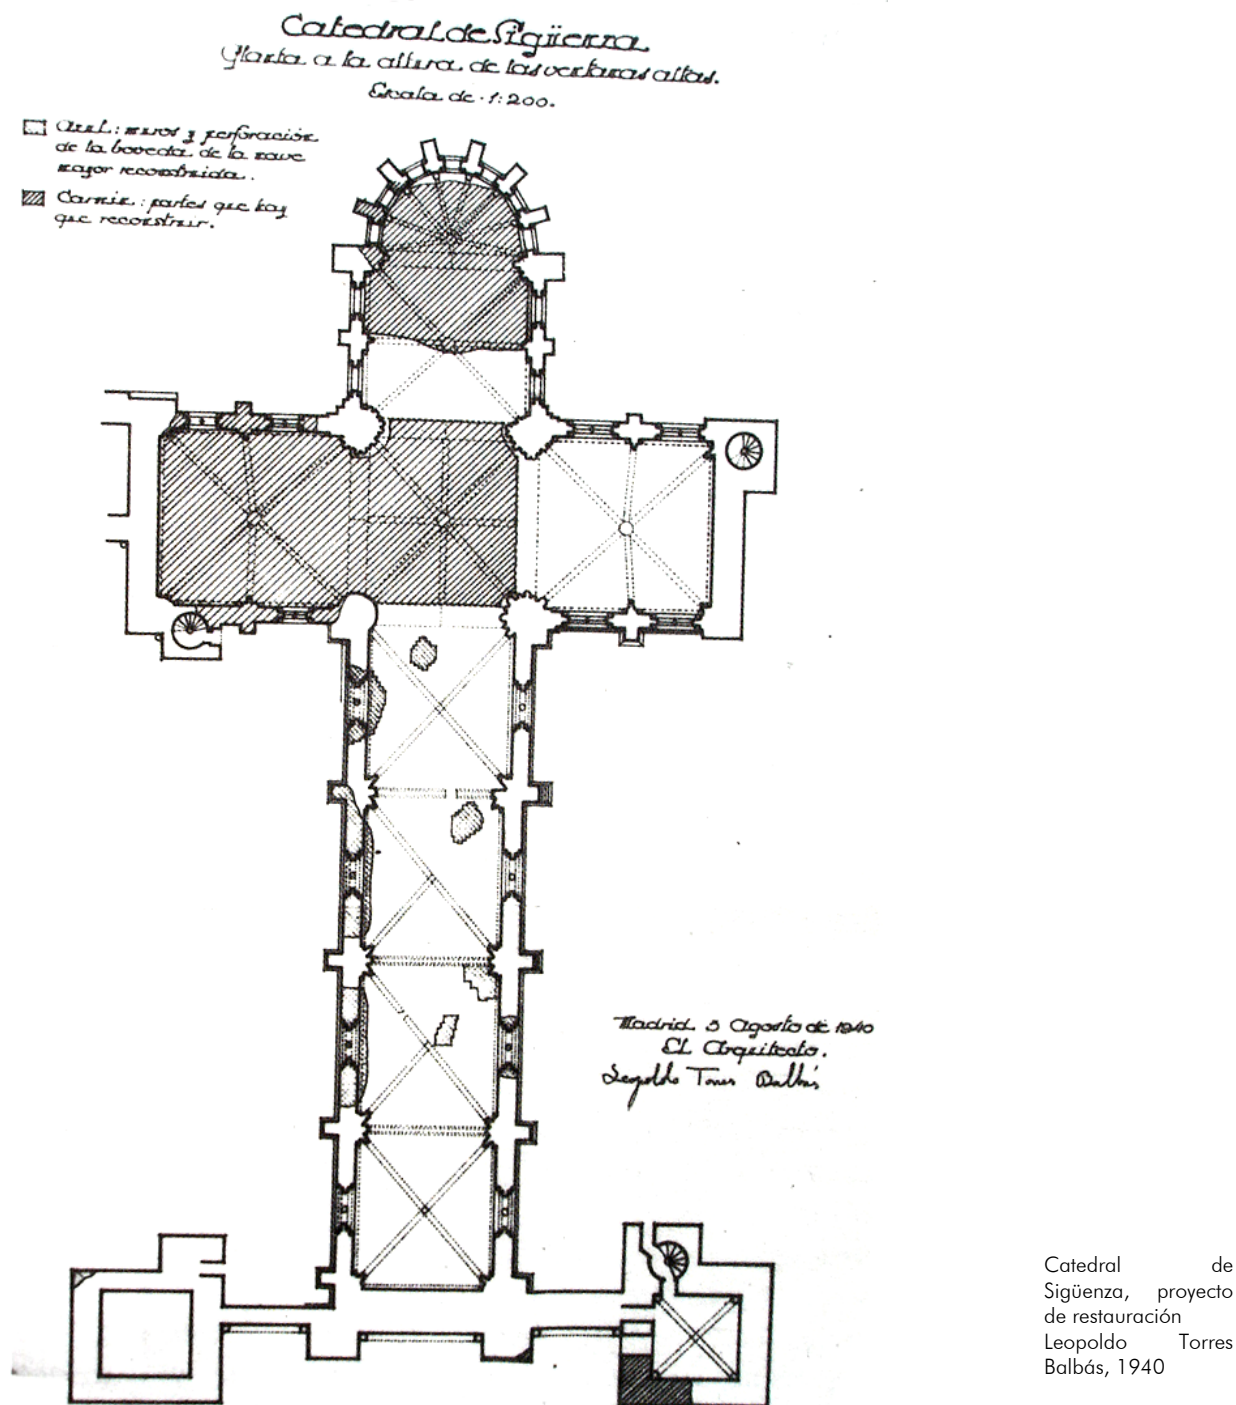 Catedral de Sigüenza
Planta a la altura de las ventanas altas.
Escala de 1:200.
Azul: muros y perforación
de la boveda de la nave
mayor reconstruida.
Carmin: partes que hay
que reconstruir.
Madrid 5 Agosto de 1940
El Arquitecto.
Leopoldo Torres Balbás
Catedral de
Sigüenza, proyecto
de restauración
Leopoldo Torres
Balbás, 1940